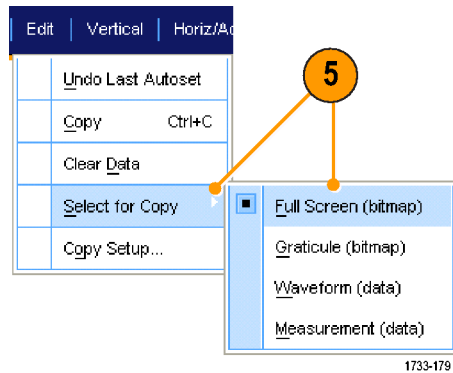 Edit | Vertical | Horiz/Ac
Undo Last Autoset
5
Copy Ctrl+C
Clear Data
Select for Copy
Full Screen (bitmap)
Copy Setup...
Graticule (bitmap)
Waveform (data)
Measurement (data)
1733-179